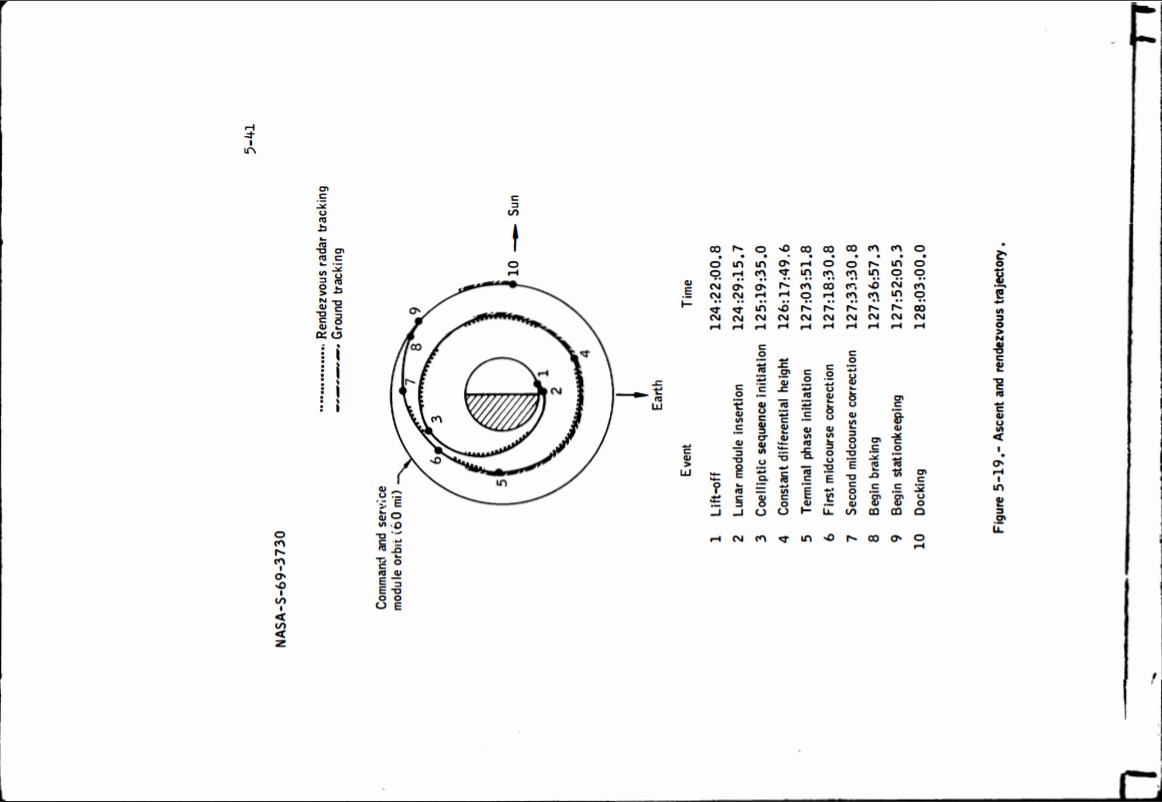 NASA-S-69-3730
5-41
Rendezvous radar tracking
Ground tracking
Command and service
module orbit (60 mi)
1
2
3
4
5
6
7
8
9
10
Sun
Earth
Event Time
1 Lift-off 124:22:00.8
2 Lunar module insertion 124:29:15.7
3 Coelliptic sequence initiation 125:19:35.0
4 Constant differential height 126:17:49.6
5 Terminal phase initiation 127:03:51.8
6 First midcourse correction 127:18:30.8
7 Second midcourse correction 127:33:30.8
8 Begin braking 127:36:57.3
9 Begin stationkeeping 127:52:05.3
10 Docking 128:03:00.0
Figure 5-19.- Ascent and rendezvous trajectory.